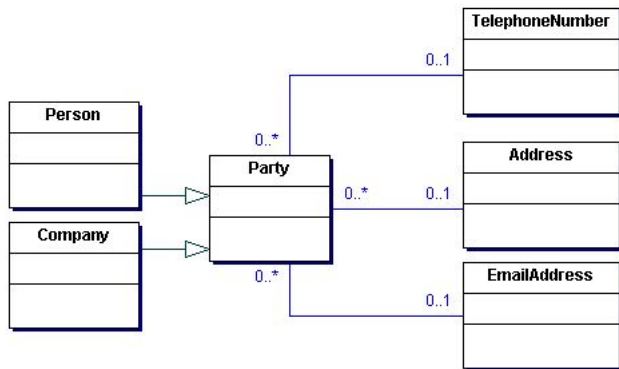 TelephoneNumber
0..1
Person
0..*
Party
Address
0..*
0..1
Company
0..*
EmailAddress
0..1